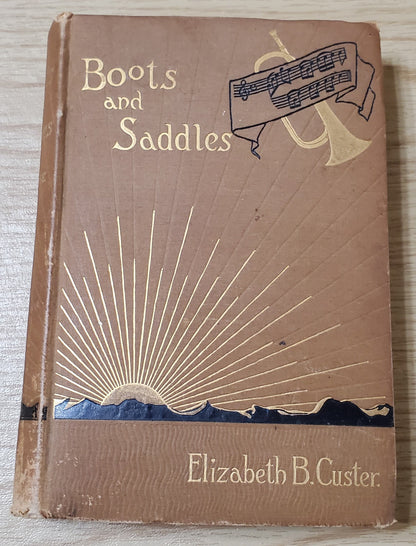 Boots
and
Saddles
Elizabeth B. Custer.